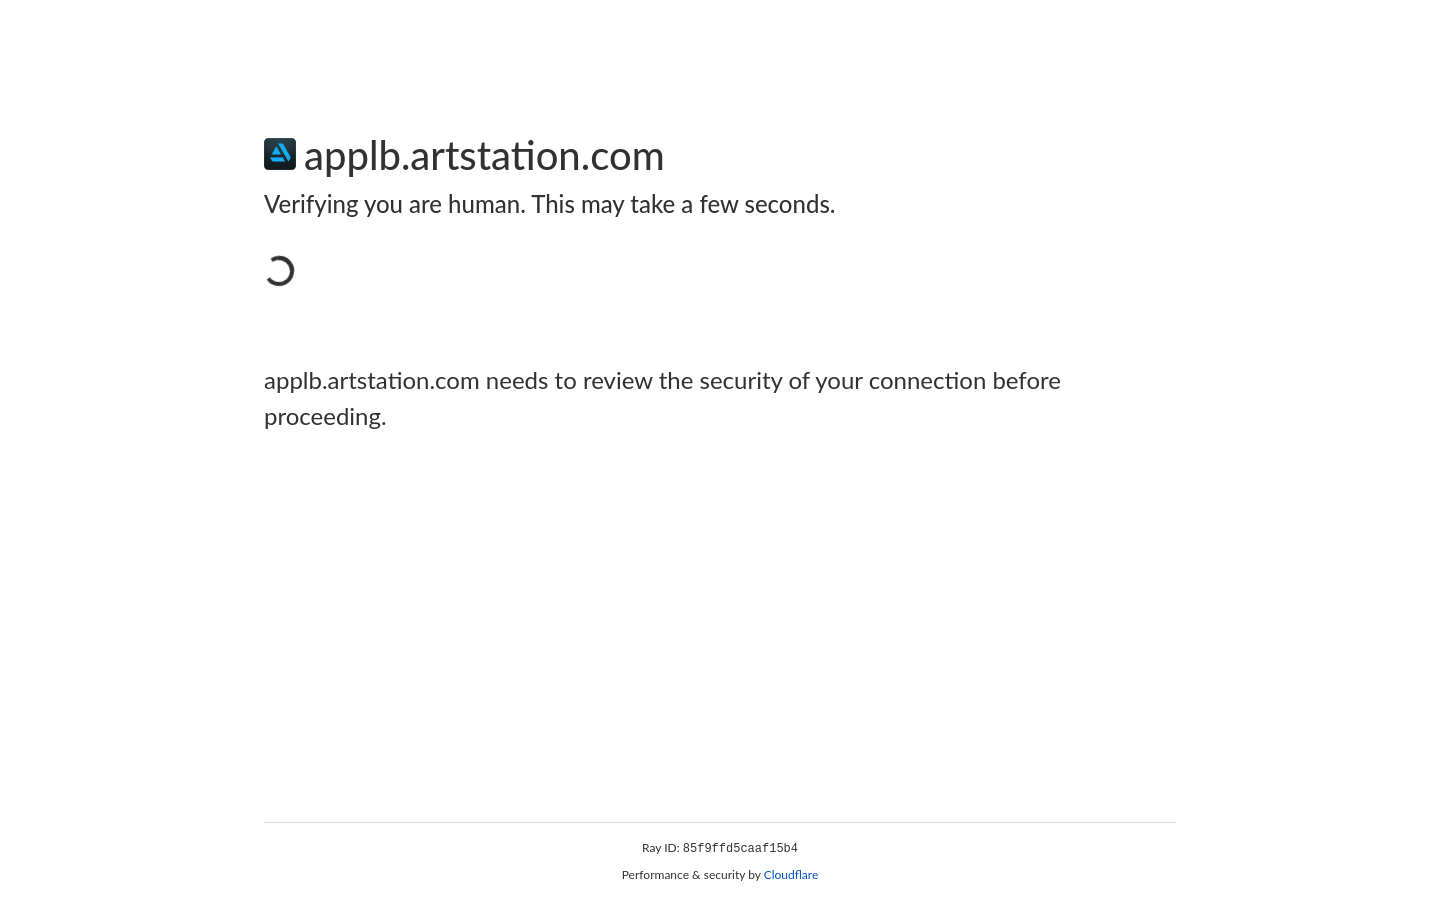 applb.artstation.com
Verifying you are human. This may take a few seconds.
applb.artstation.com needs to review the security of your connection before
proceeding.
Ray ID: 85f9ffd5caaf15b4
Performance & security by Cloudflare